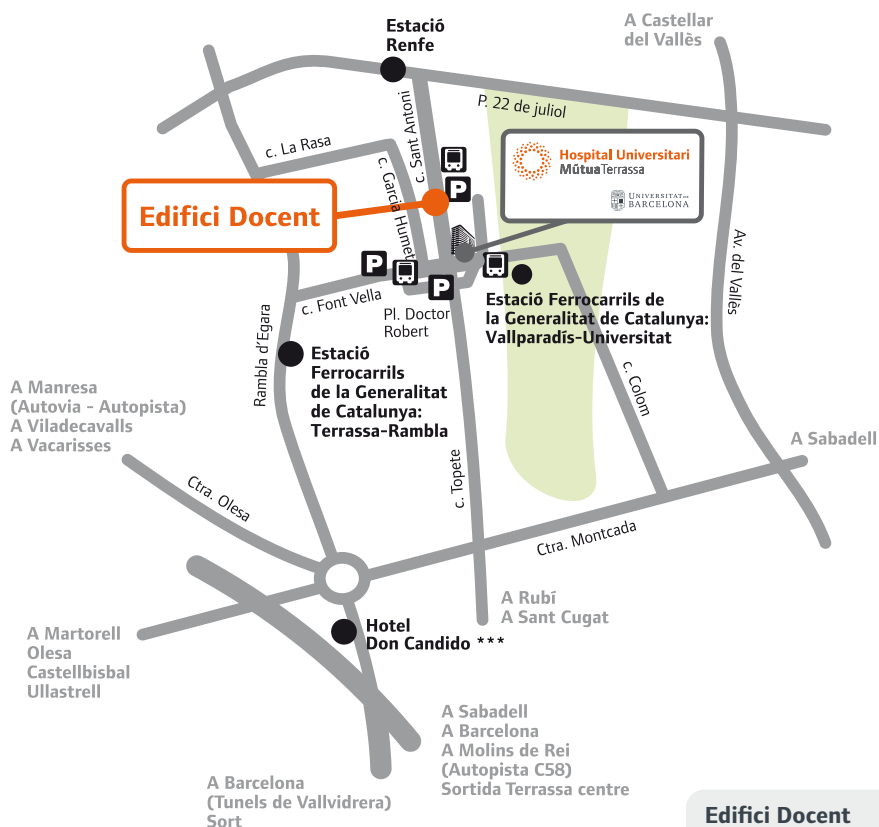 A Castellar
del Vallès
Estació
Renfe
P. 22 de juliol
c. La Rasa
c. Sant Antoni
c. Garcia Humet
P
Hospital Universitari
MútuaTerrassa
UNIVERSITAT DE
BARCELONA
Edifici Docent
Av. del Vallès
P
P
c. Font Vella
Pl. Doctor
Robert
Estació Ferrocarrils de
la Generalitat de Catalunya:
Vallparadís-Universitat
Rambla d'Egara
Estació
Ferrocarrils
de la Generalitat
de Catalunya:
Terrassa-Rambla
c. Colom
A Manresa
(Autovia - Autopista)
A Viladecavalls
A Vacarisses
A Sabadell
c. Topete
Ctra. Olesa
Ctra. Montcada
A Rubí
A Sant Cugat
Hotel
Don Candido ***
A Martorell
Olesa
Castellbisbal
Ullastrell
A Sabadell
A Barcelona
A Molins de Rei
(Autopista C58)
Sortida Terrassa centre
A Barcelona
(Tunels de Vallvidrera)
Sort
Edifici Docent